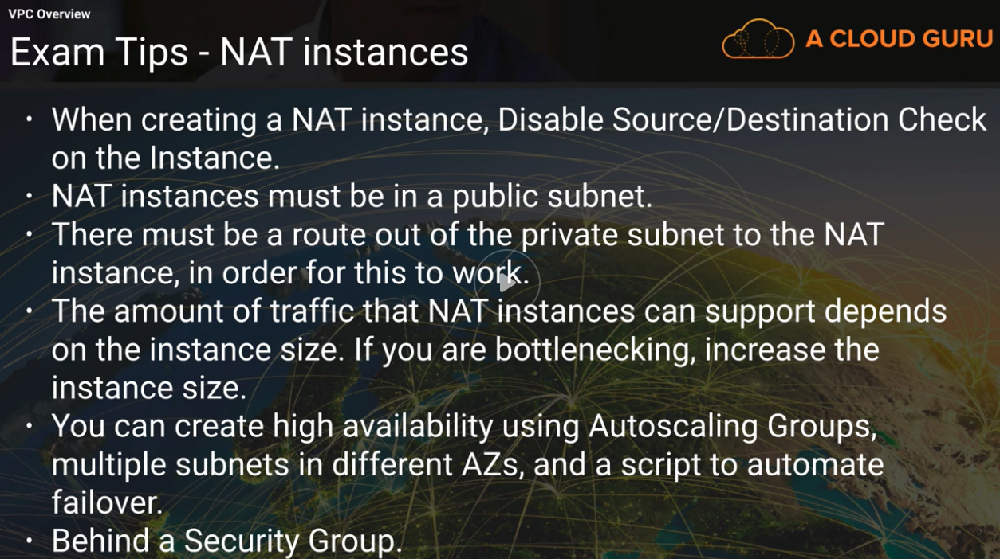 VPC Overview
Exam Tips - NAT instances
A CLOUD GURU
• When creating a NAT instance, Disable Source/Destination Check
on the Instance.
• NAT instances must be in a public subnet.
• There must be a route out of the private subnet to the NAT
instance, in order for this to work.
• The amount of traffic that NAT instances can support depends
on the instance size. If you are bottlenecking, increase the
instance size.
• You can create high availability using Autoscaling Groups,
multiple subnets in different AZs, and a script to automate
failover.
• Behind a Security Group.